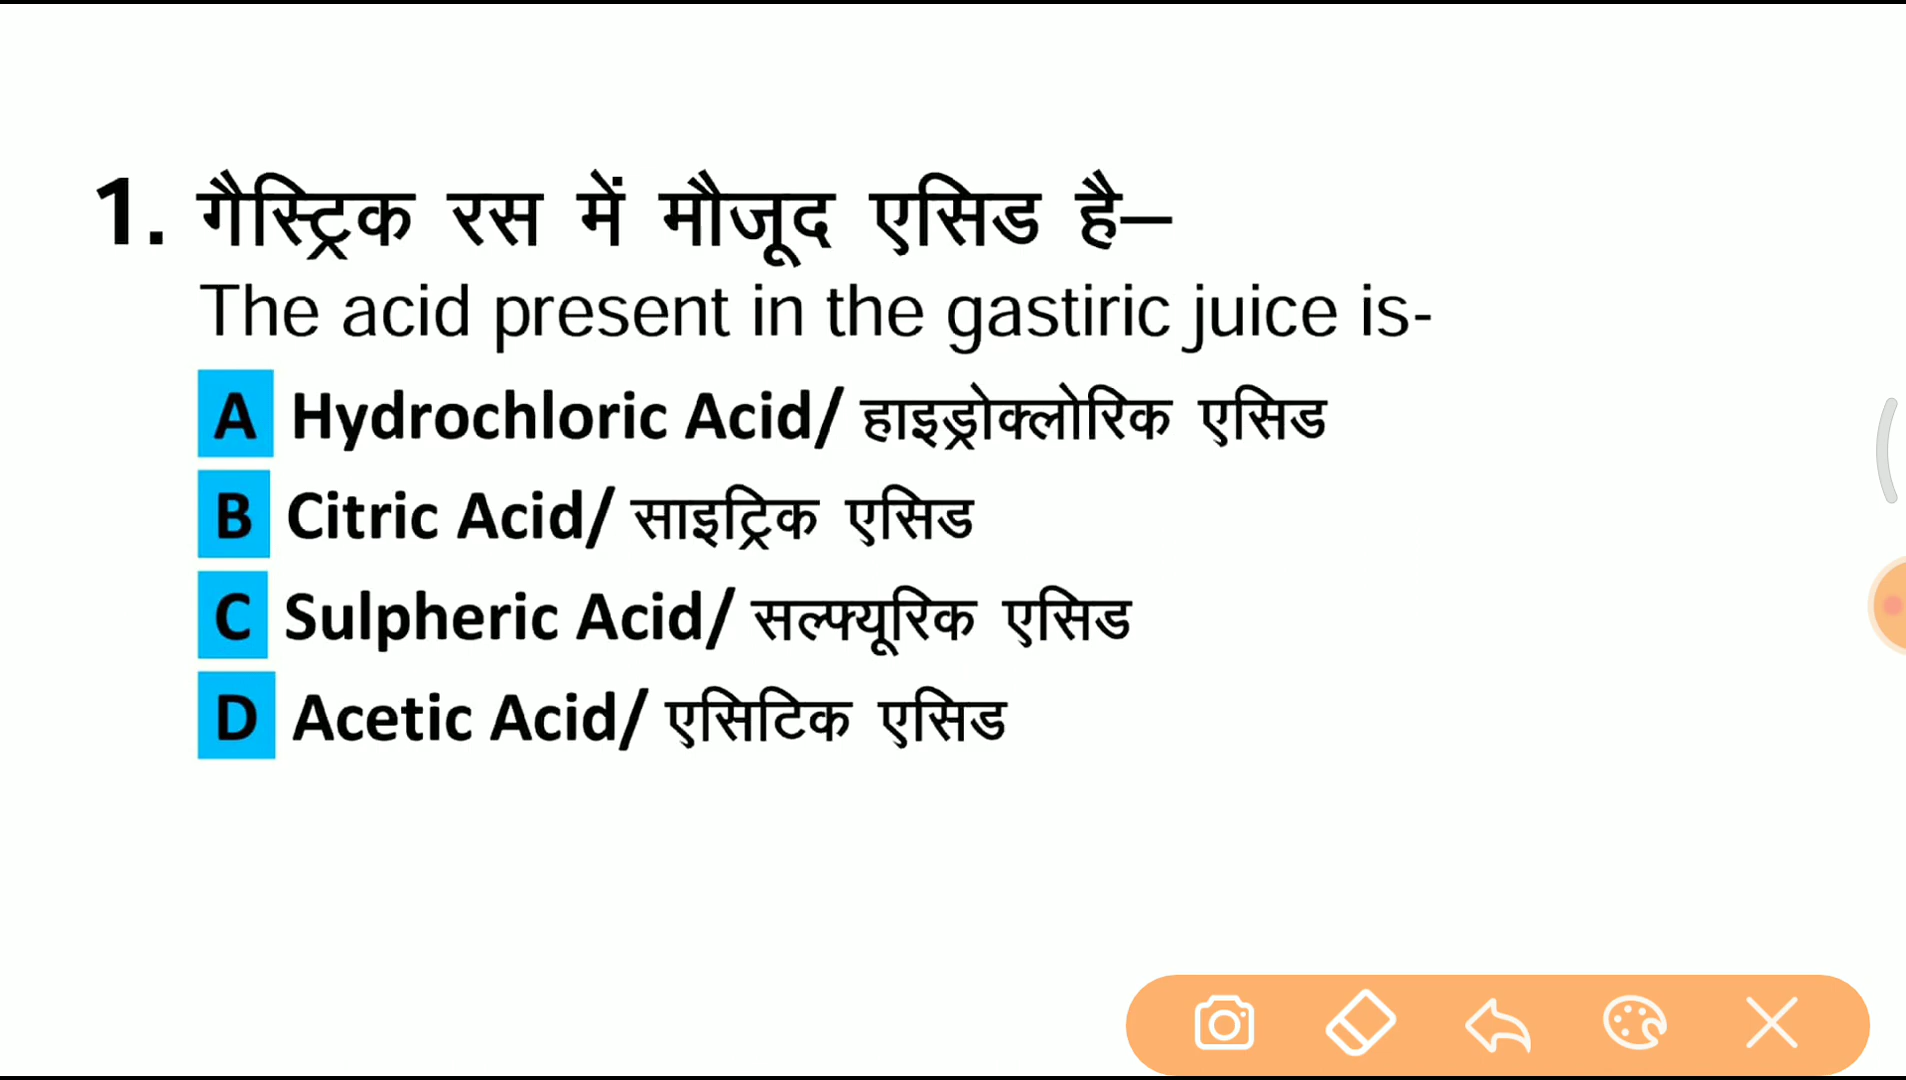 1. गैस्ट्रिक रस में मौजूद एसिड है–
The acid present in the gastiric juice is-
A Hydrochloric Acid/ हाइड्रोक्लोरिक एसिड
B Citric Acid/ साइट्रिक एसिड
C Sulpheric Acid/ सल्फ्यूरिक एसिड
D Acetic Acid/ एसिटिक एसिड